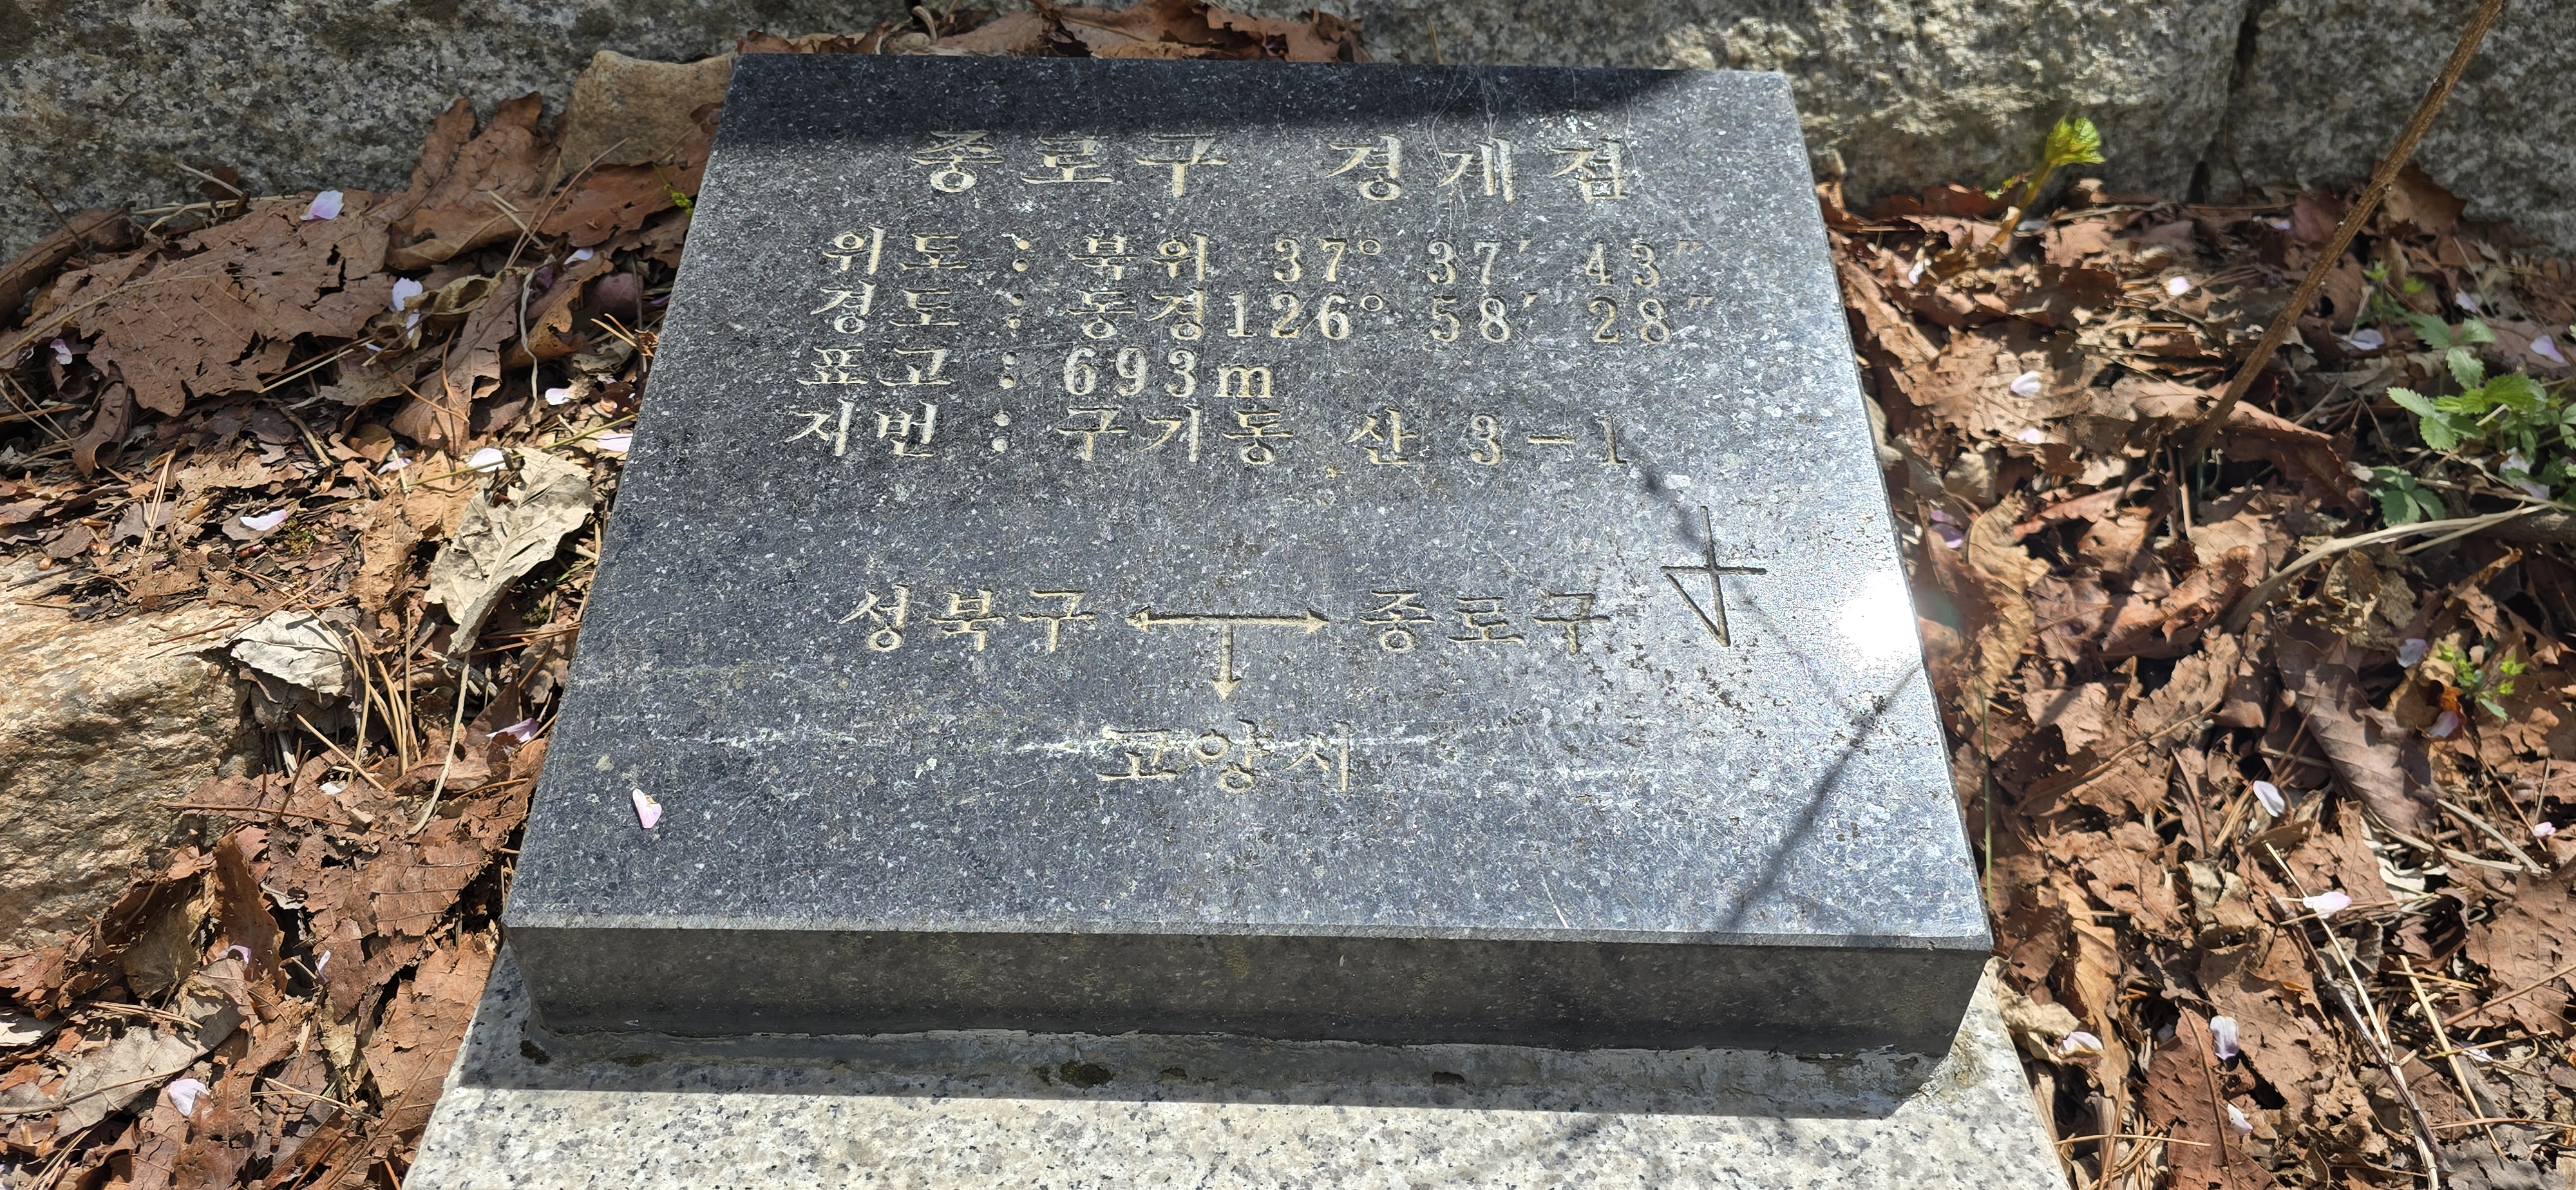 종로구 경계점
위도 : 북위 37° 37′ 43″
경도 : 동경126° 58′ 28″
표고 : 693m
지번 : 구기동 산 3-1
성북구 ↔ 종로구
고양시